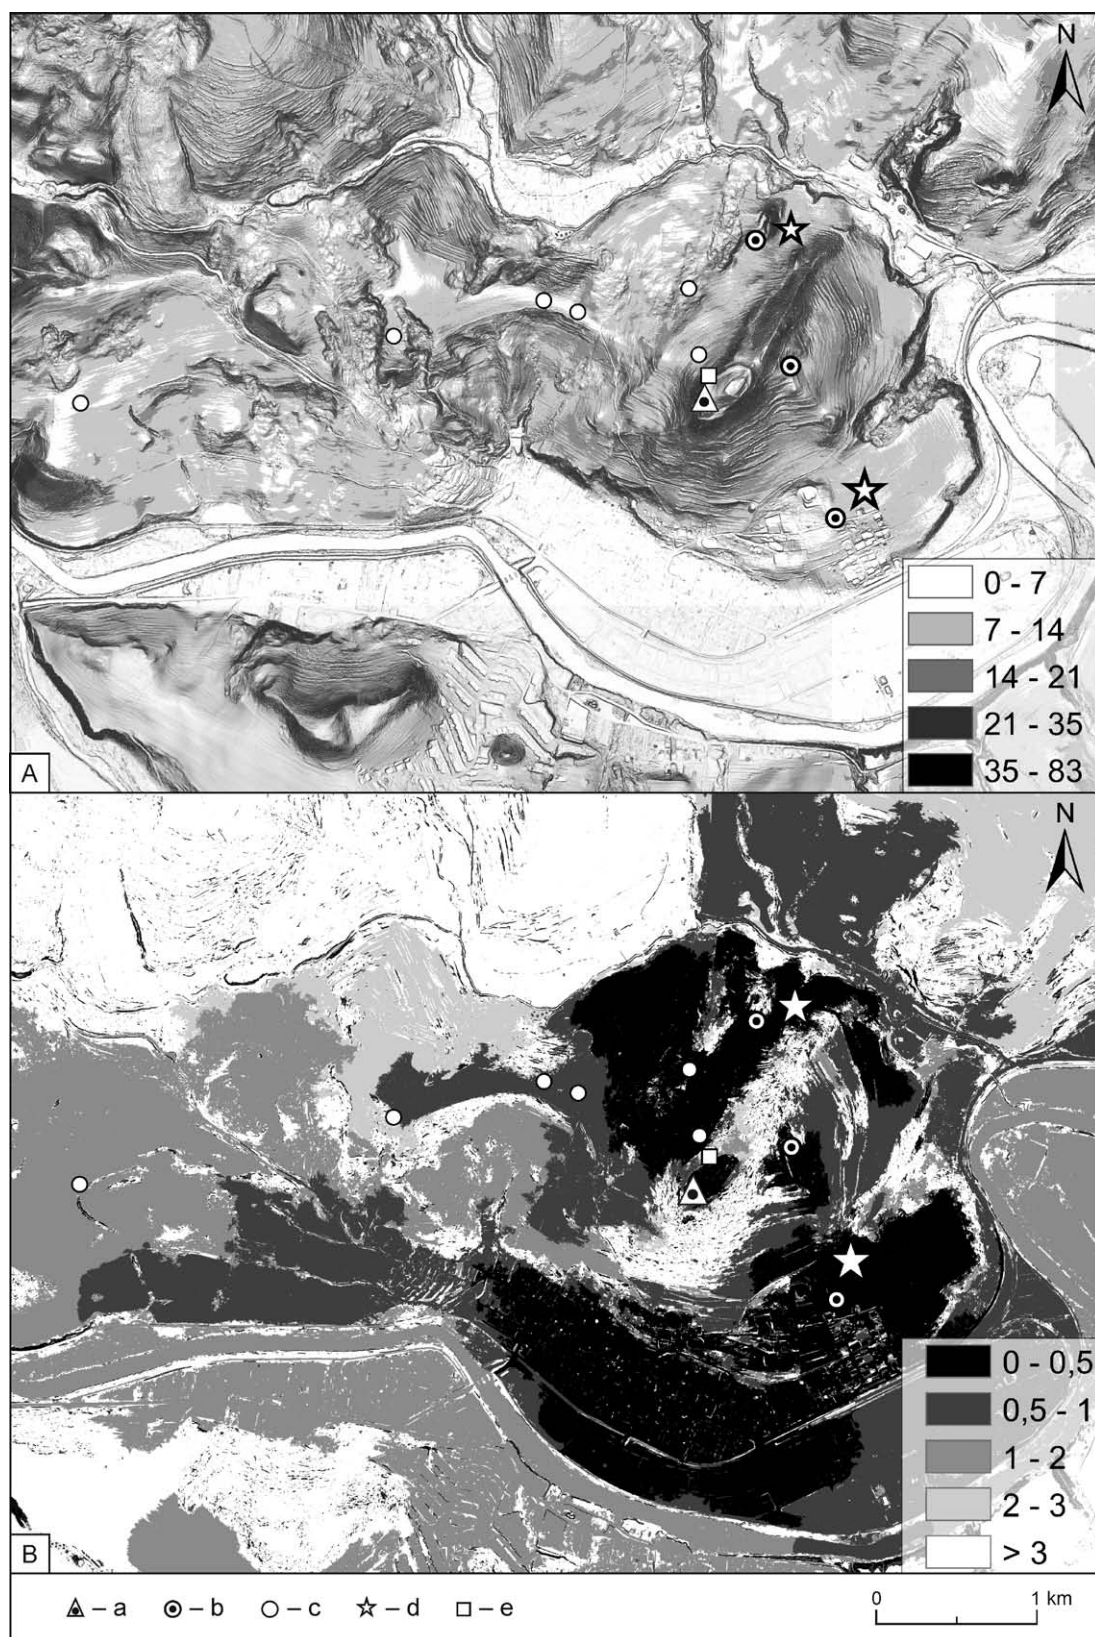 N
0 - 7
7 - 14
14 - 21
21 - 35
35 - 83
A
N
0 - 0,5
0,5 - 1
1 - 2
2 - 3
> 3
B
– a
– b
– c
– d
– e
0
1 km